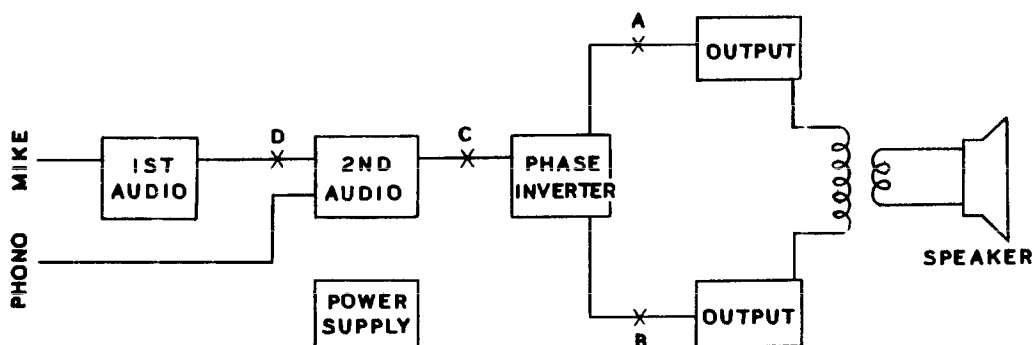 MIKE
1ST
AUDIO
D
2ND
AUDIO
C
PHASE
INVERTER
A
OUTPUT
B
OUTPUT
SPEAKER
PHONO
POWER
SUPPLY